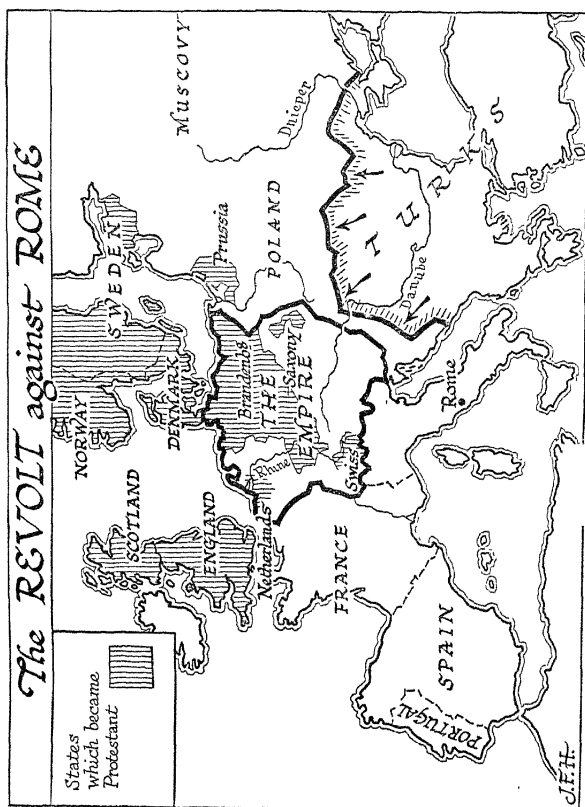 The REVOLT against ROME
States
which became
Protestant
NORWAY
SWEDEN
SCOTLAND
DENMARK
Prussia
MUSCOVY
ENGLAND
Brandenbg
POLAND
Dnieper
Netherlands
Rhine
THE
EMPIRE
Saxony
FRANCE
Swiss
Danube
TURKS
SPAIN
PORTUGAL
Rome
J.F.H.